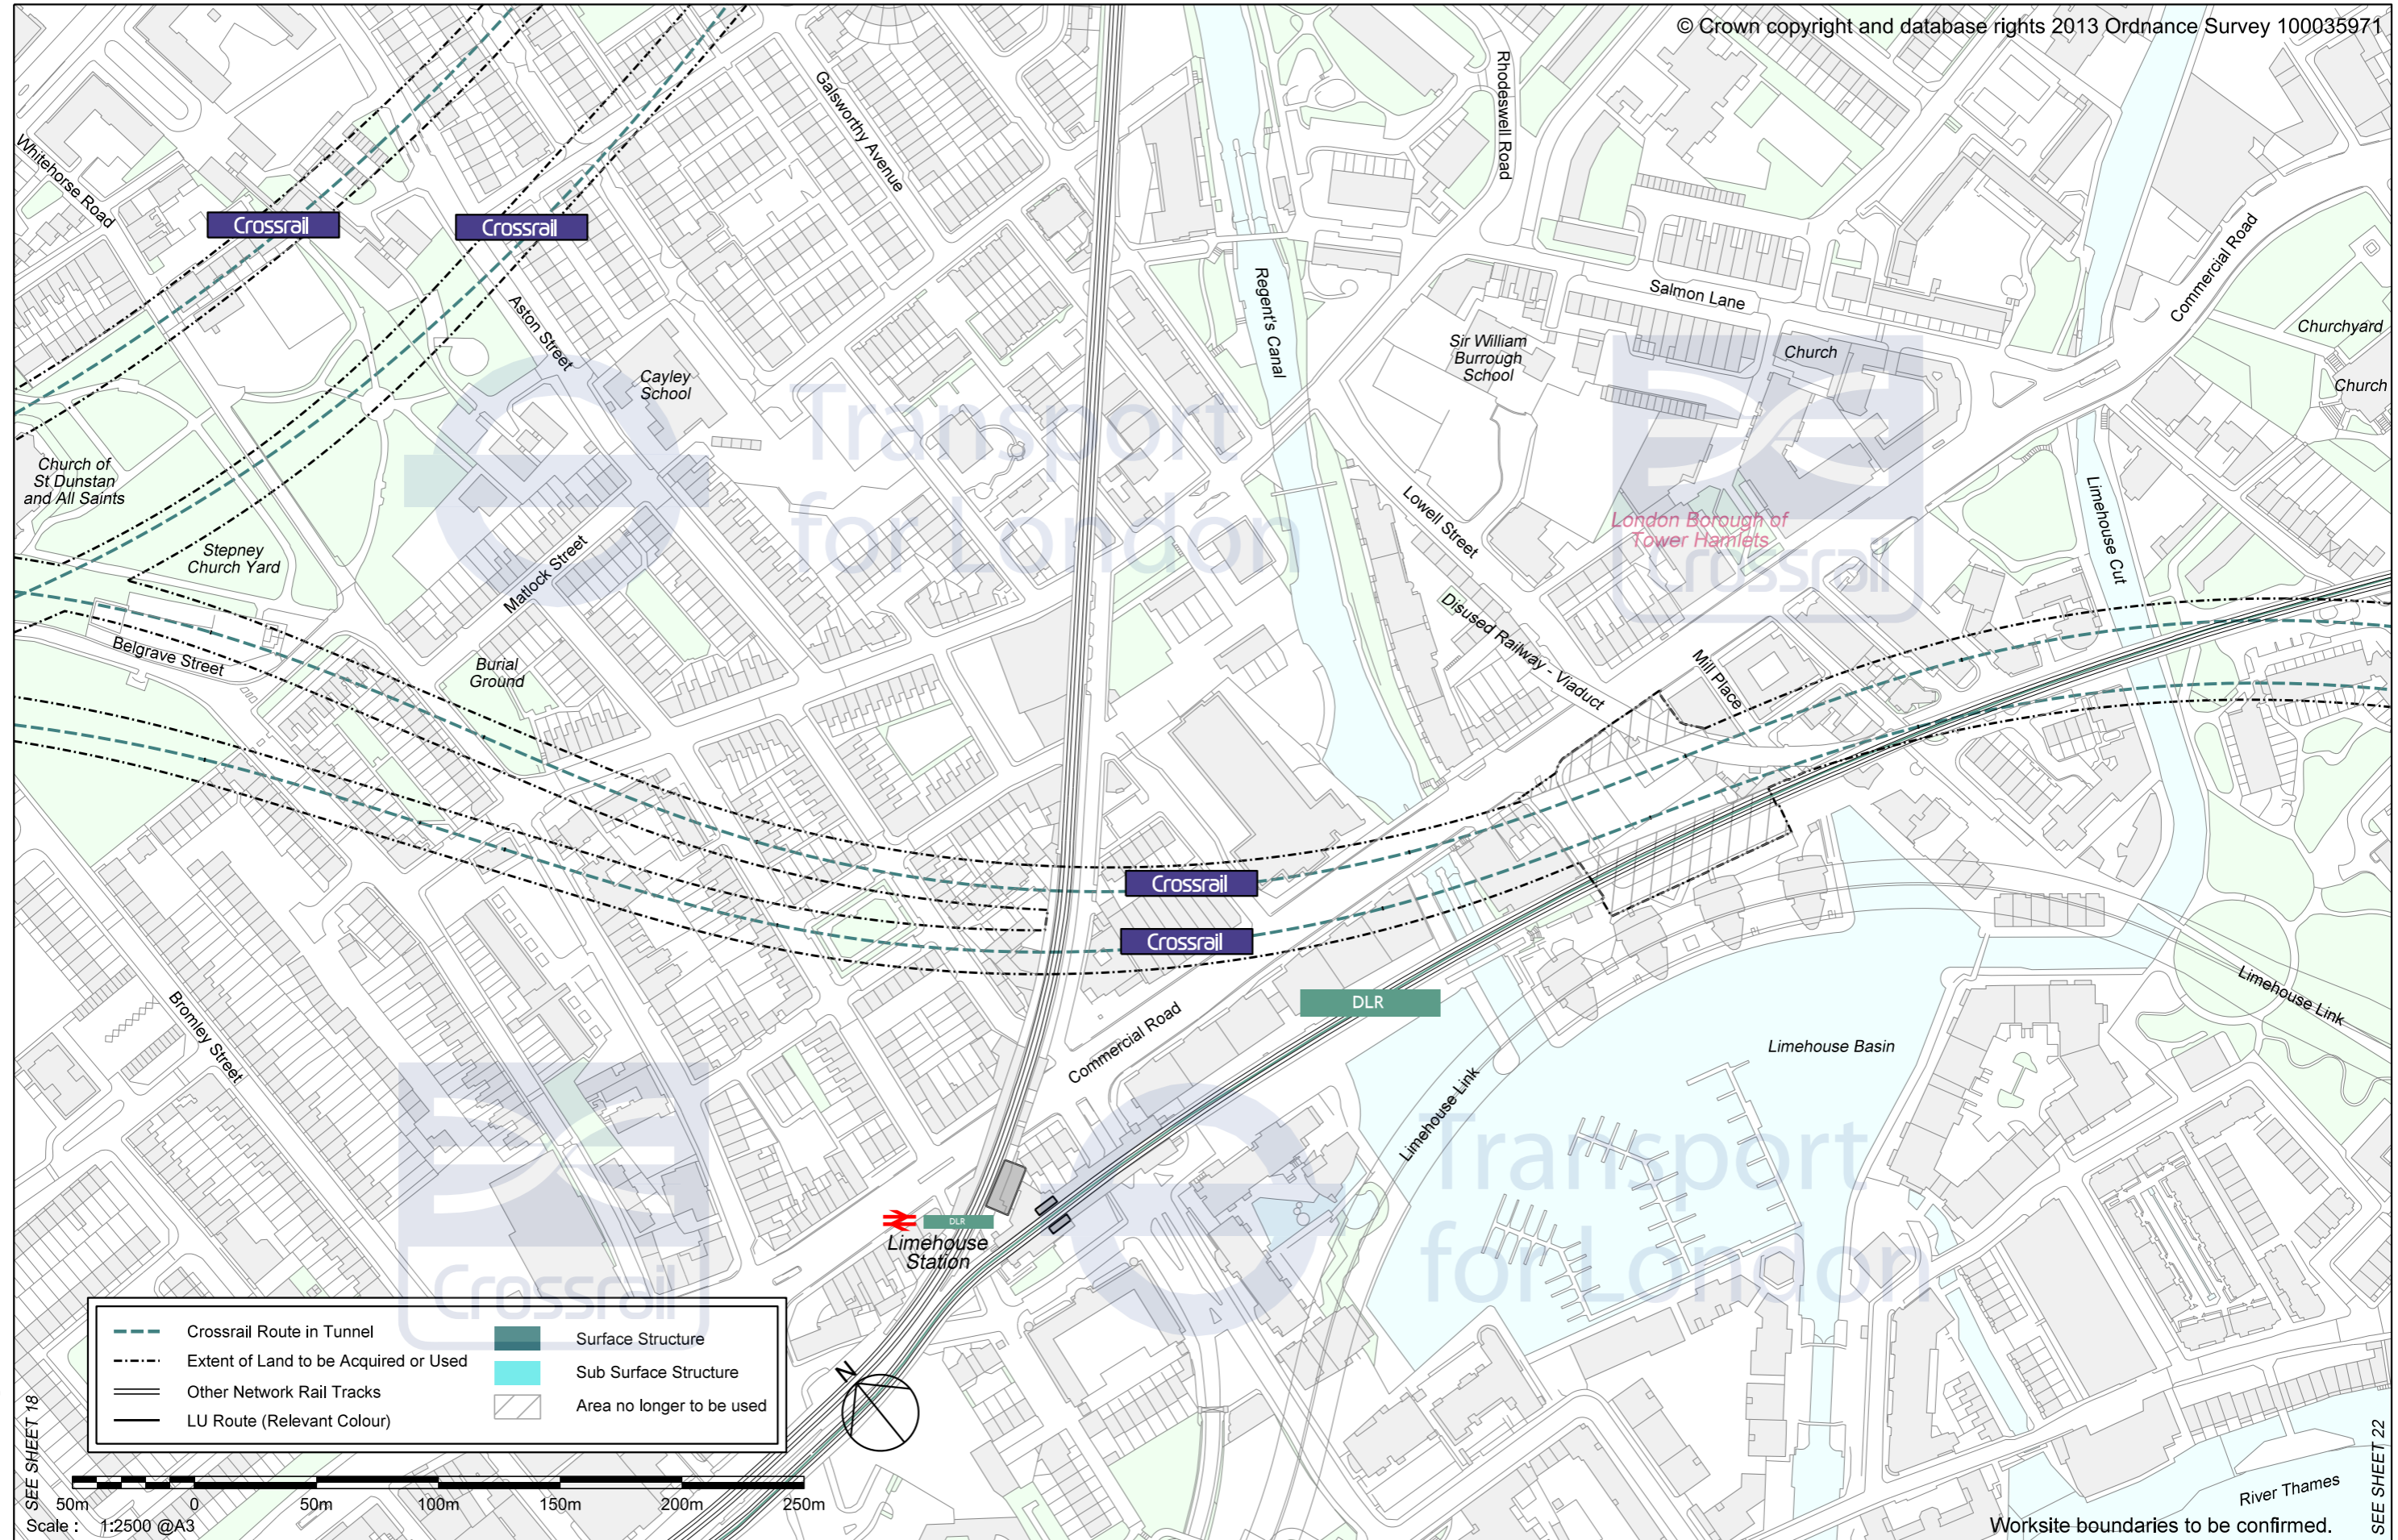 © Crown copyright and database rights 2013 Ordnance Survey 100035971
Whitehorse Road
Galsworthy Avenue
Rhodeswell Road
Crossrail
Crossrail
Commercial Road
Regent's Canal
Salmon Lane
Aston Street
Churchyard
Sir William
Burrough
School
Church
Church
Cayley
School
Transport
for London
Church of
St Dunstan
and All Saints
Lowell Street
London Borough of
Tower Hamlets
Crossrail
Limehouse Cut
Stepney
Church Yard
Matlock Street
Disused Railway - Viaduct
Belgrave Street
Burial
Ground
Mill Place
Crossrail
Crossrail
DLR
Limehouse Link
Bromley Street
Commercial Road
Limehouse Basin
Limehouse Link
Transport
for London
DLR
Limehouse
Station
Crossrail
N
Crossrail Route in Tunnel
Extent of Land to be Acquired or Used
Other Network Rail Tracks
LU Route (Relevant Colour)
Surface Structure
Sub Surface Structure
Area no longer to be used
SEE SHEET 18
50m 0 50m 100m 150m 200m 250m
Scale : 1:2500 @A3
River Thames
Worksite boundaries to be confirmed.
SEE SHEET 22